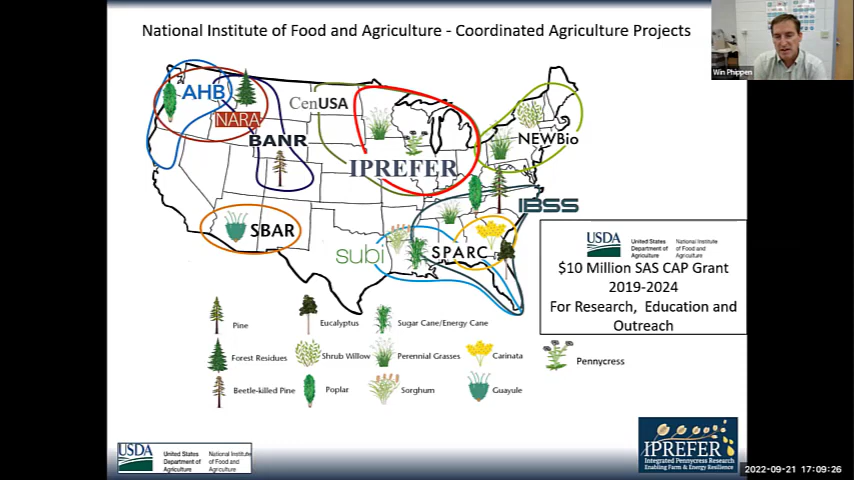 National Institute of Food and Agriculture - Coordinated Agriculture Projects
Win Phippen
AHB
NARA
CenUSA
BANR
IPREFER
NEWBio
IBSS
SBAR
subi
SPARC
USDA
United States
Department of
Agriculture
National Institute
of Food and
Agriculture
$10 Million SAS CAP Grant
2019-2024
For Research, Education and
Outreach
Pine
Eucalyptus
Sugar Cane/Energy Cane
Forest Residues
Shrub Willow
Perennial Grasses
Carinata
Pennycress
Beetle-killed Pine
Poplar
Sorghum
Guayule
USDA
United States
Department of
Agriculture
National Institute
of Food and
Agriculture
IPREFER
Integrated Pennycress Research
Enabling Farm & Energy Resilience
2022-09-21 17:09:26